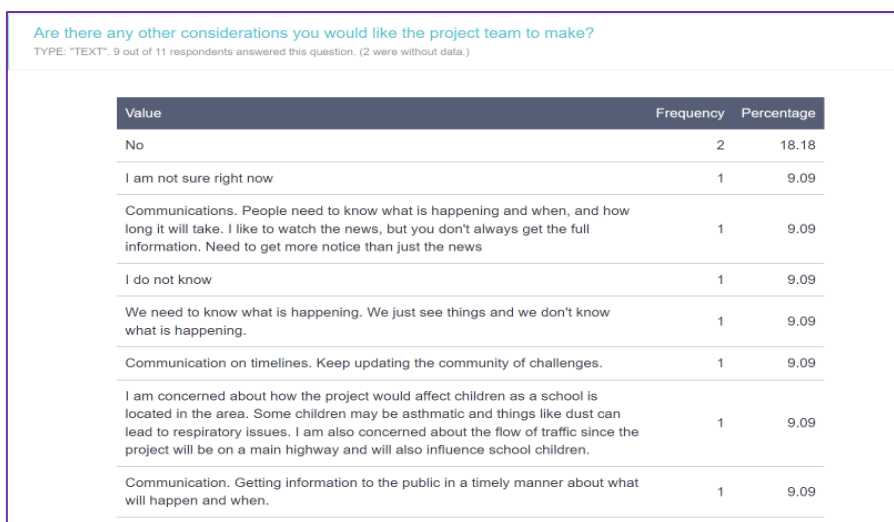 Are there any other considerations you would like the project team to make?
TYPE: "TEXT". 9 out of 11 respondents answered this question. (2 were without data.)
Value Frequency Percentage
No 2 18.18
I am not sure right now 1 9.09
Communications. People need to know what is happening and when, and how
long it will take. I like to watch the news, but you don't always get the full 1 9.09
information. Need to get more notice than just the news
I do not know 1 9.09
We need to know what is happening. We just see things and we don't know
what is happening. 1 9.09
Communication on timelines. Keep updating the community of challenges. 1 9.09
I am concerned about how the project would affect children as a school is
located in the area. Some children may be asthmatic and things like dust can
lead to respiratory issues. I am also concerned about the flow of traffic since the 1 9.09
project will be on a main highway and will also influence school children.
Communication. Getting information to the public in a timely manner about what
will happen and when. 1 9.09